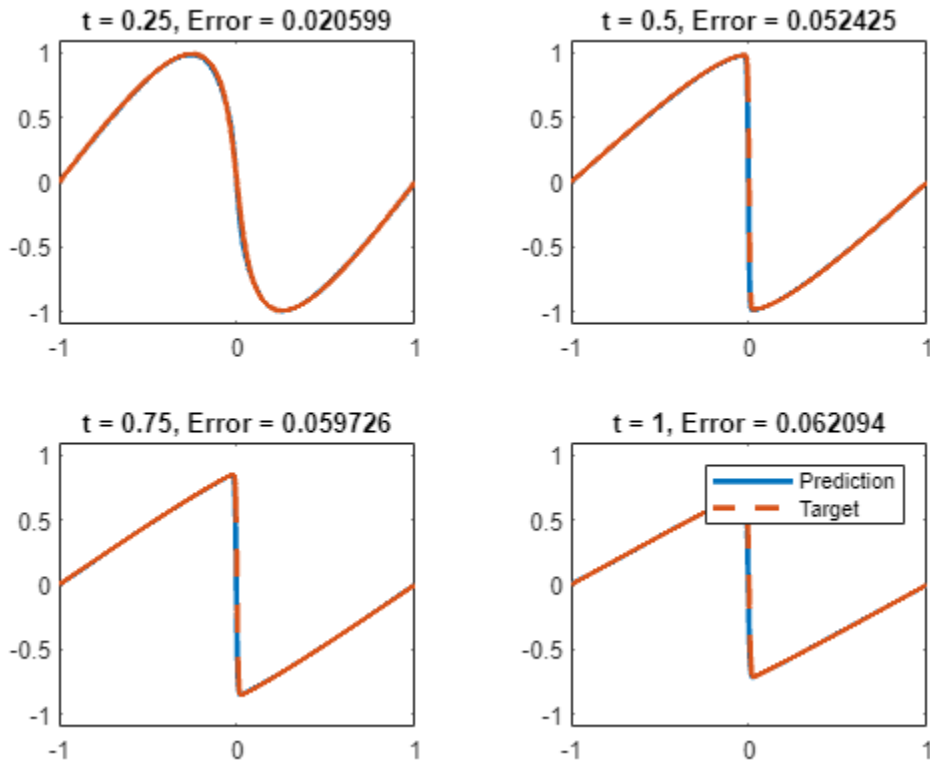 t = 0.25, Error = 0.020599
1
0.5
0
-0.5
-1
-1 0 1
t = 0.5, Error = 0.052425
1
0.5
0
-0.5
-1
-1 0 1
t = 0.75, Error = 0.059726
1
0.5
0
-0.5
-1
-1 0 1
t = 1, Error = 0.062094
1
Prediction
Target
0.5
0
-0.5
-1
-1 0 1